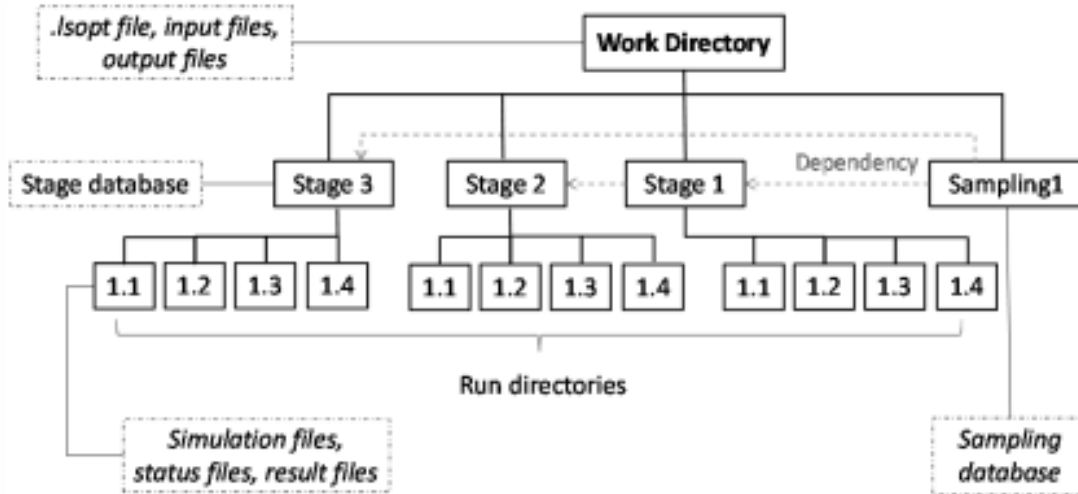 .lsopt file, input files,
output files
Work Directory
Dependency
Stage database
Stage 3
Stage 2
Stage 1
Sampling1
1.1 1.2 1.3 1.4 1.1 1.2 1.3 1.4 1.1 1.2 1.3 1.4
Run directories
Simulation files,
status files, result files
Sampling
database